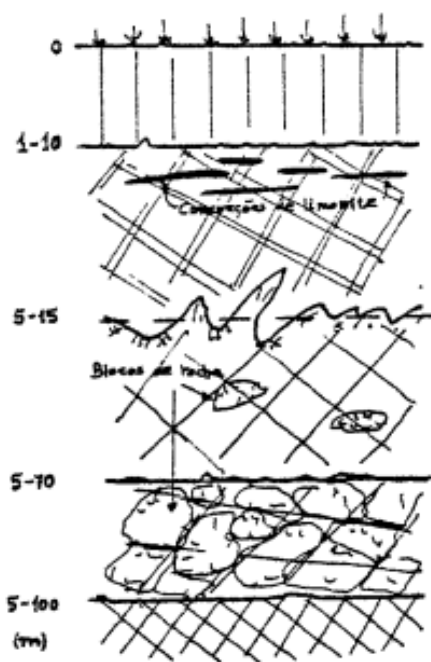 0
1-10
Concreções de limonite
5-15
Blocos de rocha
5-70
5-100
(m)